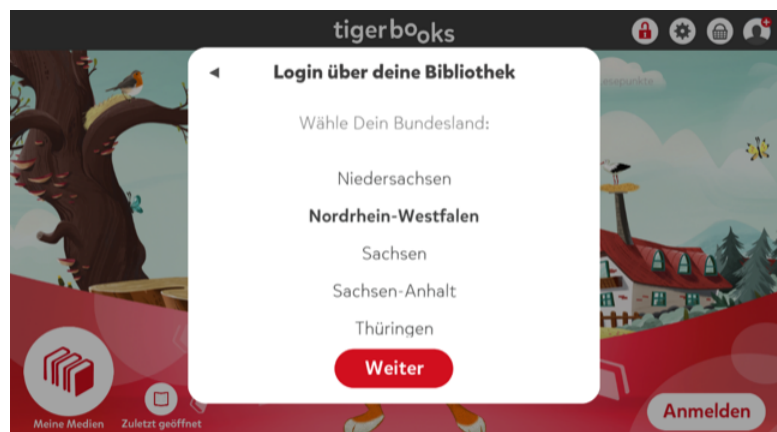 tigerbooks
Login über deine Bibliothek
Lesepunkte
Wähle Dein Bundesland:
Niedersachsen
Nordrhein-Westfalen
Sachsen
Sachsen-Anhalt
Thüringen
Weiter
Meine Medien
Zuletzt geöffnet
Anmelden